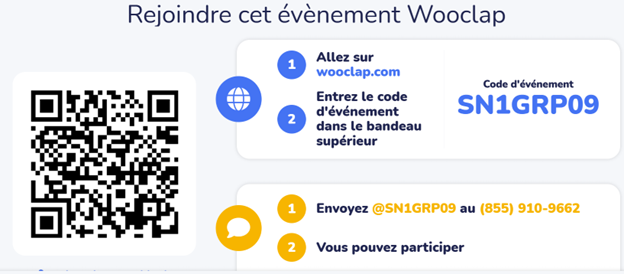 Rejoindre cet évènement Wooclap
1
Allez sur
wooclap.com
2
Entrez le code
d'événement
dans le bandeau
supérieur
Code d'événement
SN1GRP09
1
Envoyez @SN1GRP09 au (855) 910-9662
2
Vous pouvez participer